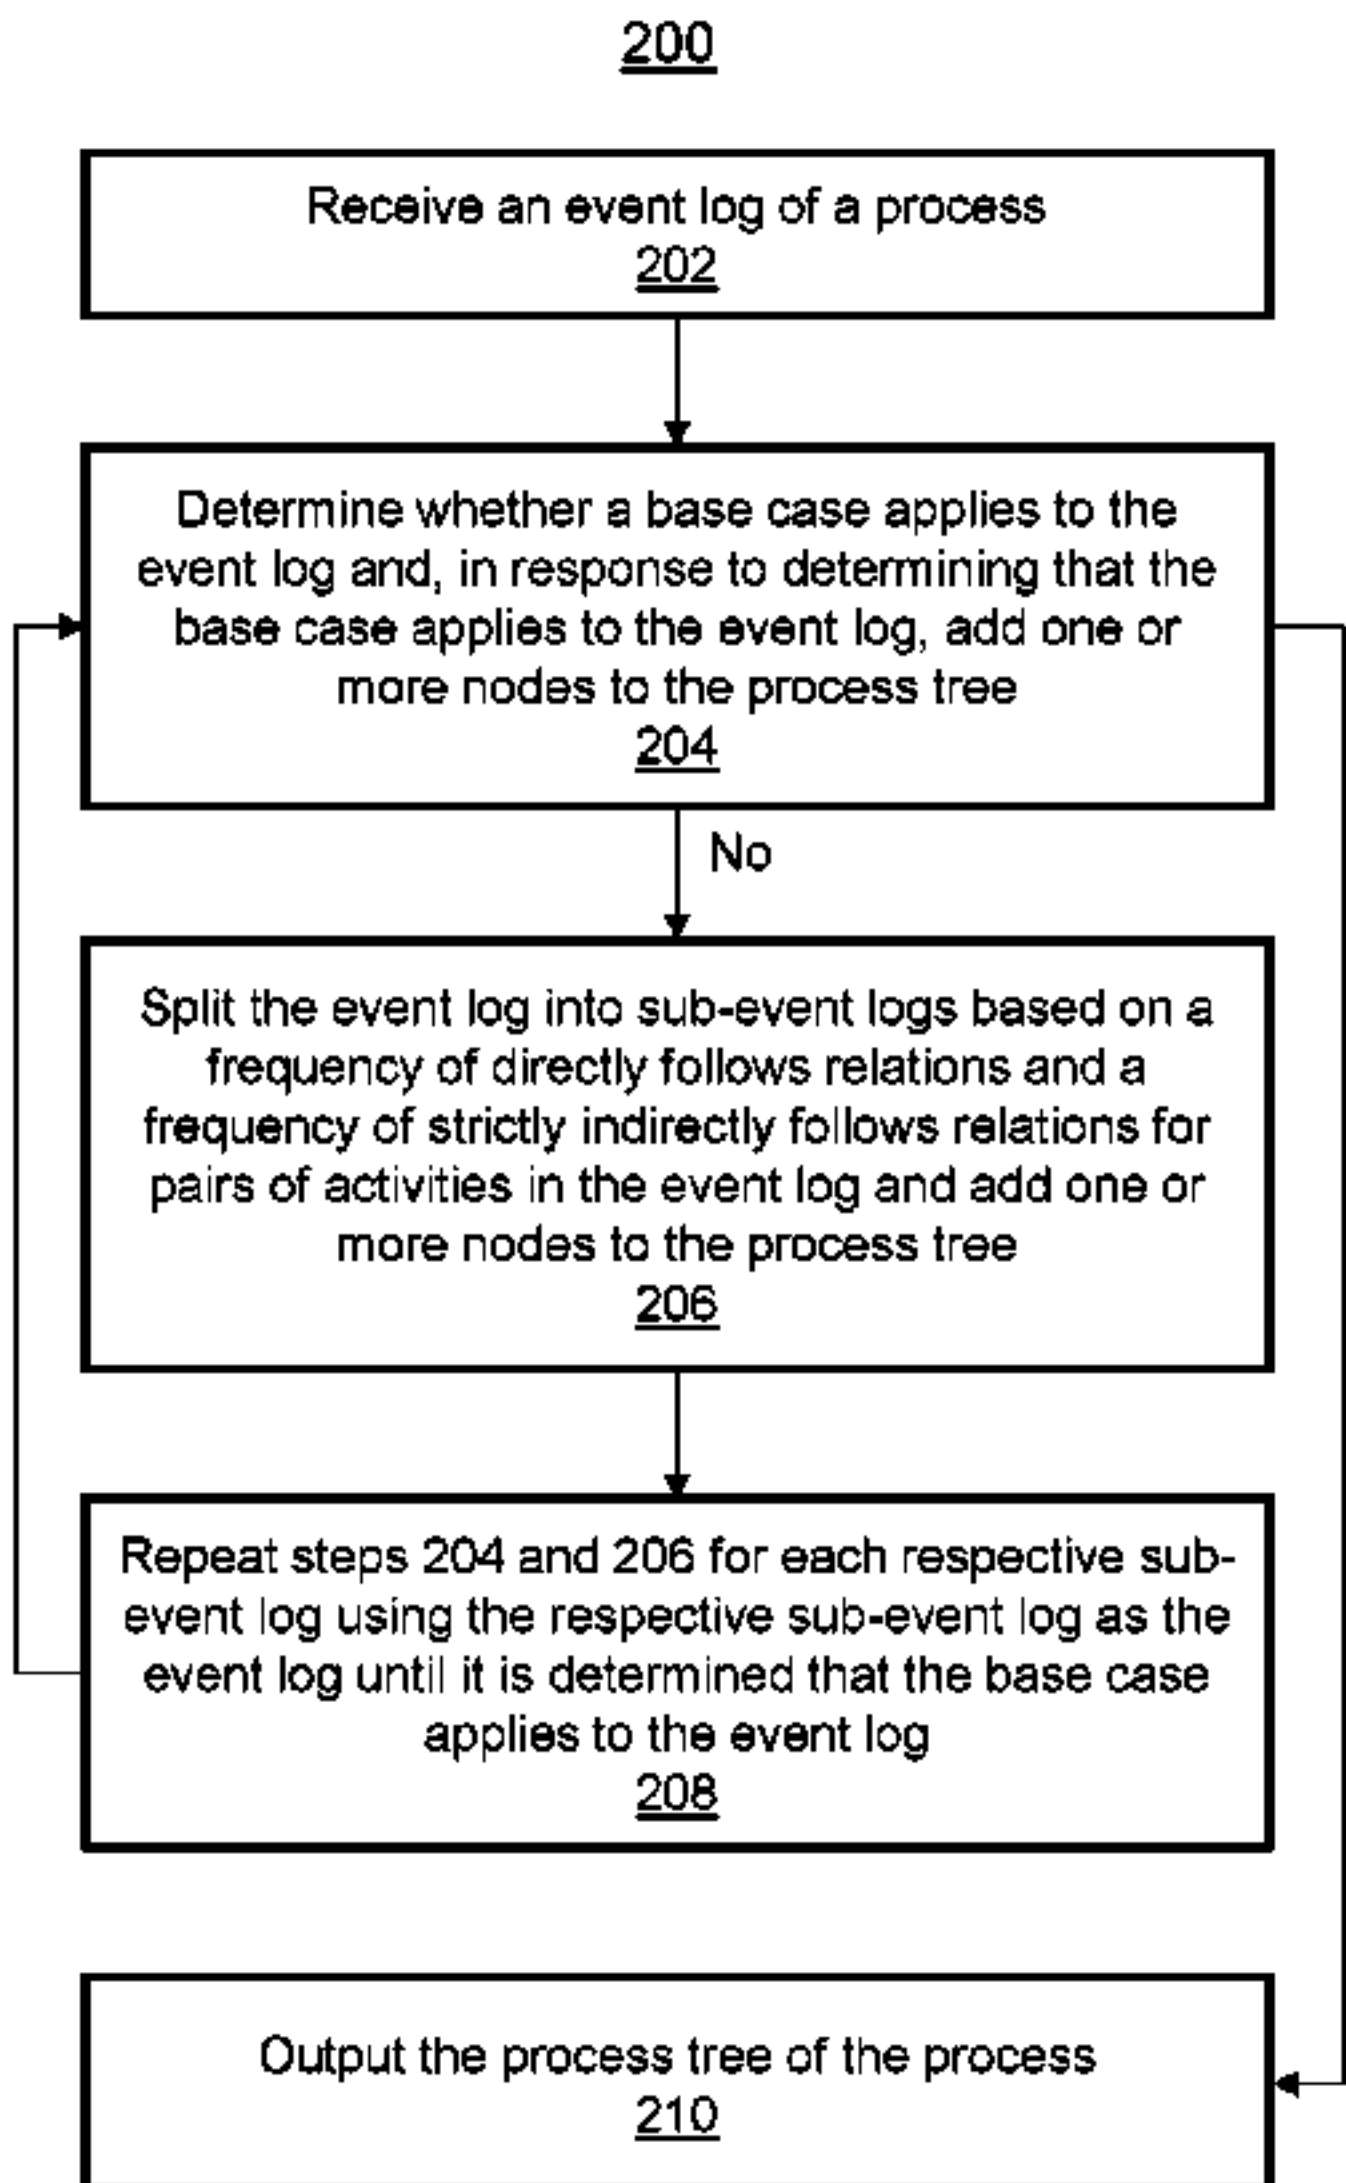 200
Receive an event log of a process
202
Determine whether a base case applies to the
event log and, in response to determining that the
base case applies to the event log, add one or
more nodes to the process tree
204
No
Split the event log into sub-event logs based on a
frequency of directly follows relations and a
frequency of strictly indirectly follows relations for
pairs of activities in the event log and add one or
more nodes to the process tree
206
Repeat steps 204 and 206 for each respective sub-
event log using the respective sub-event log as the
event log until it is determined that the base case
applies to the event log
208
Output the process tree of the process
210